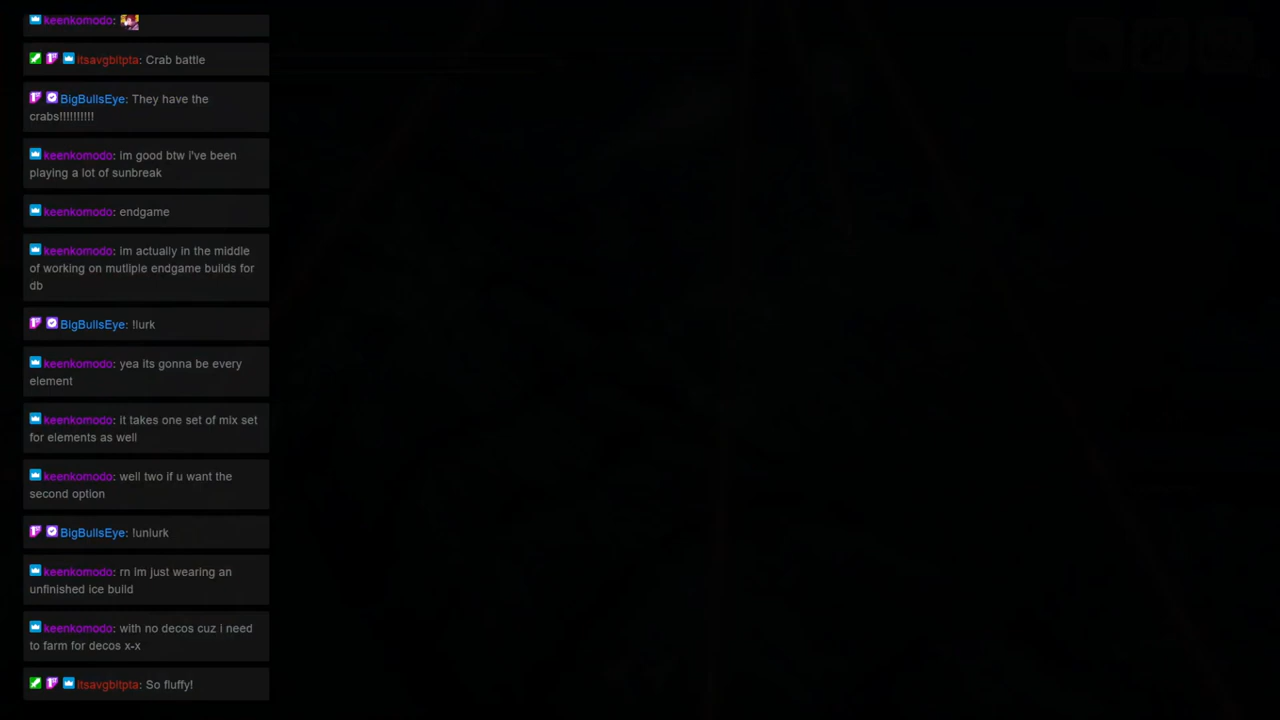 keenkomodo:
itsavgbitpta: Crab battle
BigBullsEye: They have the
crabs!!!!!!!!!!
keenkomodo: im good btw i've been
playing a lot of sunbreak
keenkomodo: endgame
keenkomodo: im actually in the middle
of working on mutliple endgame builds for
db
BigBullsEye: !lurk
keenkomodo: yea its gonna be every
element
keenkomodo: it takes one set of mix set
for elements as well
keenkomodo: well two if u want the
second option
BigBullsEye: !unlurk
keenkomodo: rn Im just wearing an
unfinished ice build
keenkomodo: with no decos cuz i need
to farm for decos x-x
itsavgbitpta: So fluffy!